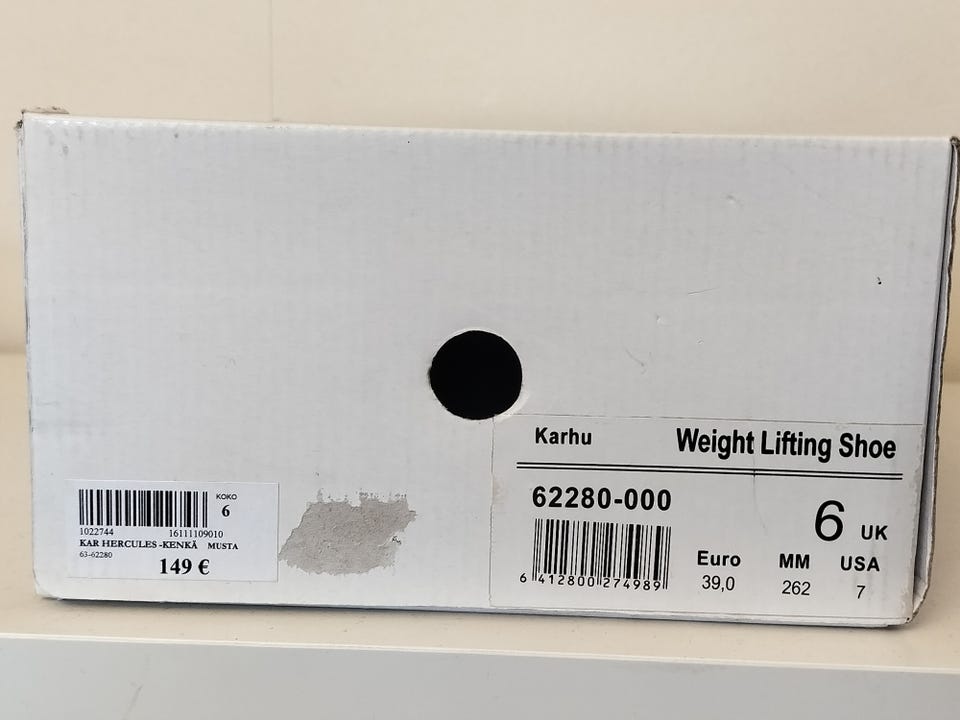 KOKO
6
1022744 16111109010
KAR HERCULES -KENKÄ MUSTA
63-62280
149 €
Karhu Weight Lifting Shoe
62280-000
6 UK
6 412800 274989
Euro MM USA
39,0 262 7